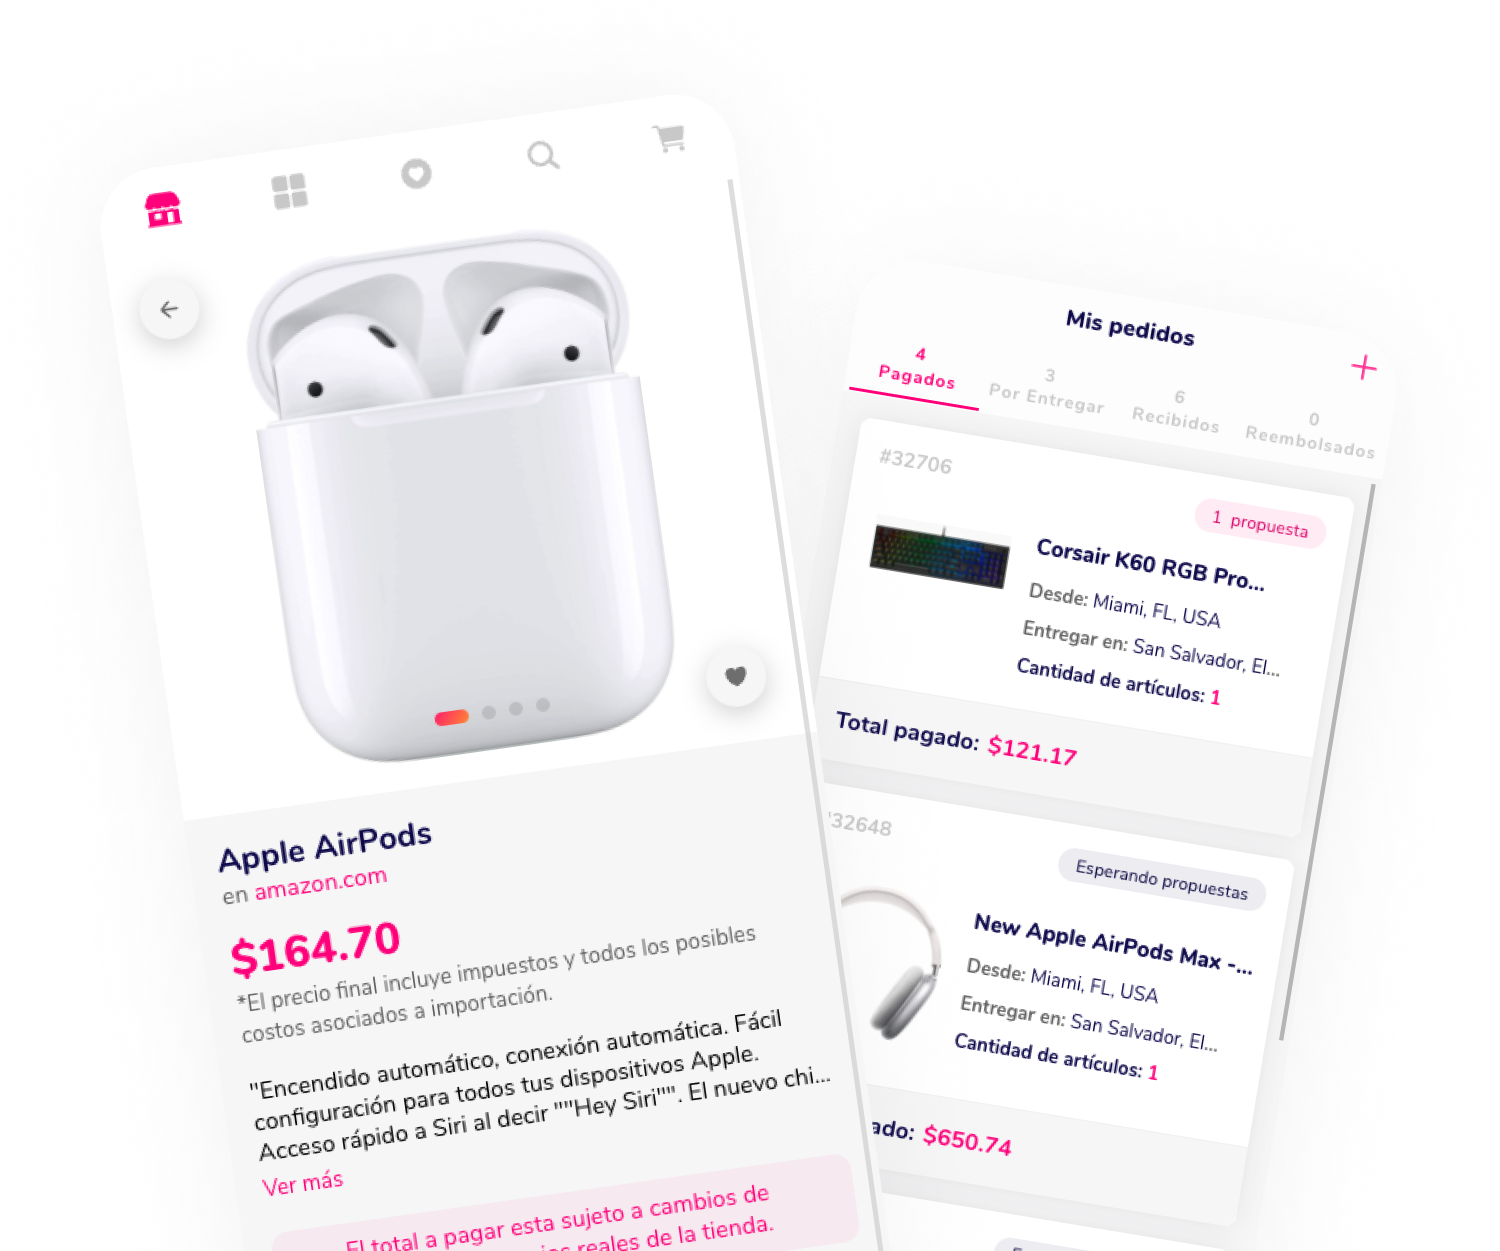 Apple AirPods
en amazon.com
$164.70
*El precio final incluye impuestos y todos los posibles
costos asociados a importación.
"Encendido automático, conexión automática. Fácil
configuración para todos tus dispositivos Apple.
Acceso rápido a Siri al decir ""Hey Siri"". El nuevo chi...
Ver más
El total a pagar esta sujeto a cambios de
reales de la tienda.
Mis pedidos
4
Pagados
3
Por Entregar
6
Recibidos
0
Reembolsados
#32706
1 propuesta
Corsair K60 RGB Pro...
Desde: Miami, FL, USA
Entregar en: San Salvador, El...
Cantidad de artículos: 1
Total pagado: $121.17
32648
Esperando propuestas
New Apple AirPods Max -...
Desde: Miami, FL, USA
Entregar en: San Salvador, El...
Cantidad de artículos: 1
ado: $650.74